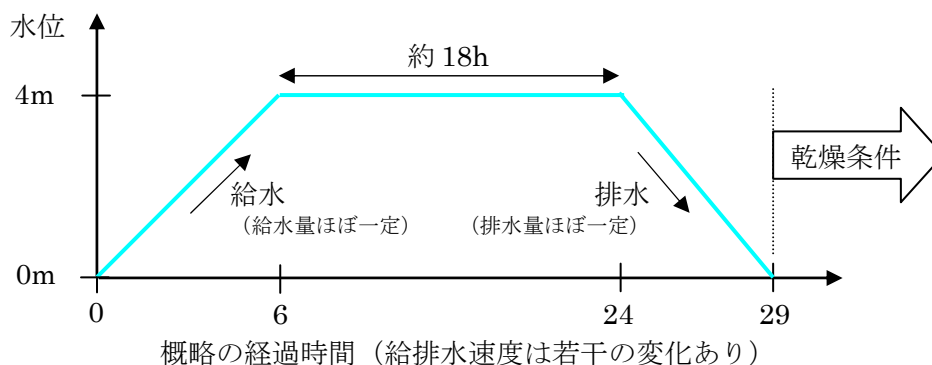 水位
約 18h
4m
乾燥条件
給水
排水
（給水量ほぼ一定）
（排水量ほぼ一定）
0m
0
6
24
29
概略の経過時間（給排水速度は若干の変化あり）